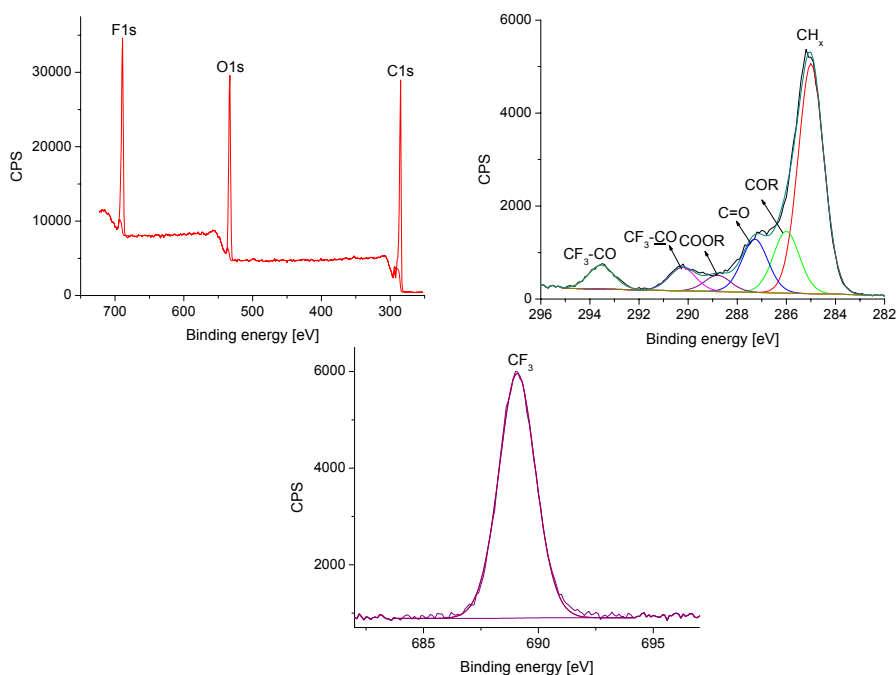 F1s
O1s
C1s
30000
20000
10000
0
CPS
700
600
500
400
300
Binding energy [eV]
6000
4000
2000
0
CPS
CHx
COR
C=O
COOR
CF3-CO
CF3-CO
296
294
292
290
288
286
284
282
Binding energy [eV]
CF3
6000
4000
2000
CPS
685
690
695
Binding energy [eV]